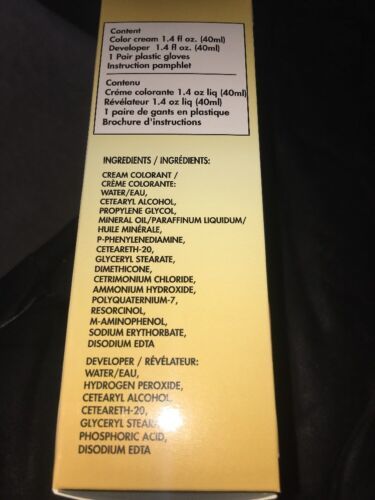 Content
Color cream 1.4 fl oz. (40ml)
Developer 1.4 fl oz. (40ml)
1 Pair plastic gloves
Instruction pamphlet
Contenu
Créme colorante 1.4 oz liq (40ml)
Révélateur 1.4 oz liq (40ml)
1 paire de gants en plastique
Brochure d'instructions
INGREDIENTS / INGRÉDIENTS:
CREAM COLORANT /
CRÈME COLORANTE:
WATER/EAU,
CETEARYL ALCOHOL,
PROPYLENE GLYCOL,
MINERAL OIL/PARAFFINUM LIQUIDUM/
HUILE MINÉRALE,
P-PHENYLENEDIAMINE,
CETEARETH-20,
GLYCERYL STEARATE,
DIMETHICONE,
CETRIMONIUM CHLORIDE,
AMMONIUM HYDROXIDE,
POLYQUATERNIUM-7,
RESORCINOL,
M-AMINOPHENOL,
SODIUM ERYTHORBATE,
DISODIUM EDTA
DEVELOPER / RÉVÉLATEUR:
WATER/EAU,
HYDROGEN PEROXIDE,
CETEARYL ALCOHOL,
CETEARETH-20,
GLYCERYL STEARATE,
PHOSPHORIC ACID,
DISODIUM EDTA